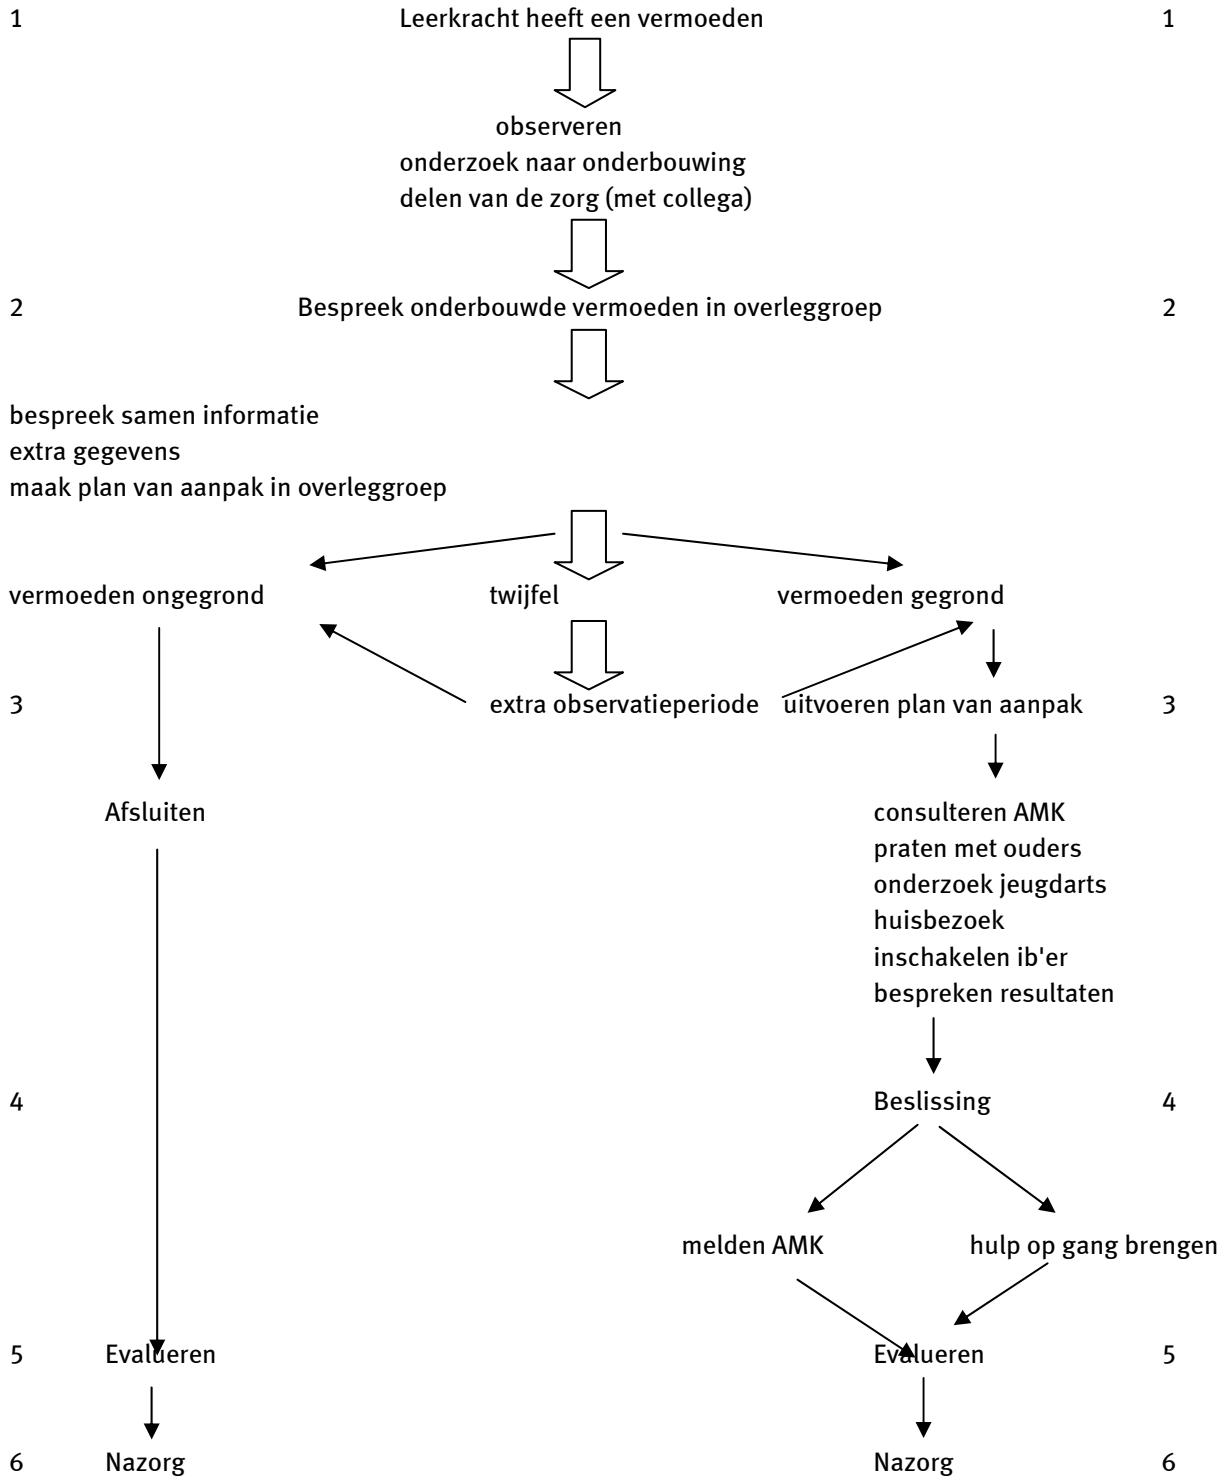 1 Leerkracht heeft een vermoeden 1
observeren
onderzoek naar onderbouwing
delen van de zorg (met collega)
2 Bespreek onderbouwde vermoeden in overleggroep 2
bespreek samen informatie
extra gegevens
maak plan van aanpak in overleggroep
vermoeden ongegrond twijfel vermoeden gegrond
3 extra observatieperiode uitvoeren plan van aanpak 3
Afsluiten consulteren AMK
praten met ouders
onderzoek jeugdarts
huisbezoek
inschakelen ib'er
bespreken resultaten
4 Beslissing 4
melden AMK hulp op gang brengen
5 Evalueren Evalueren 5
6 Nazorg Nazorg 6